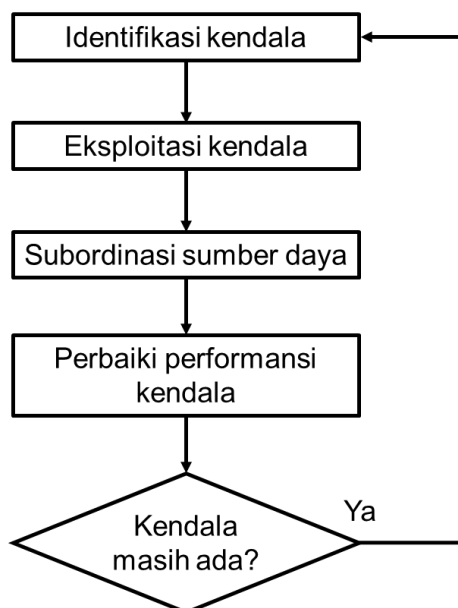 Identifikasi kendala
Eksploitasi kendala
Subordinasi sumber daya
Perbaiki performansi
kendala
Ya
Kendala
masih ada?